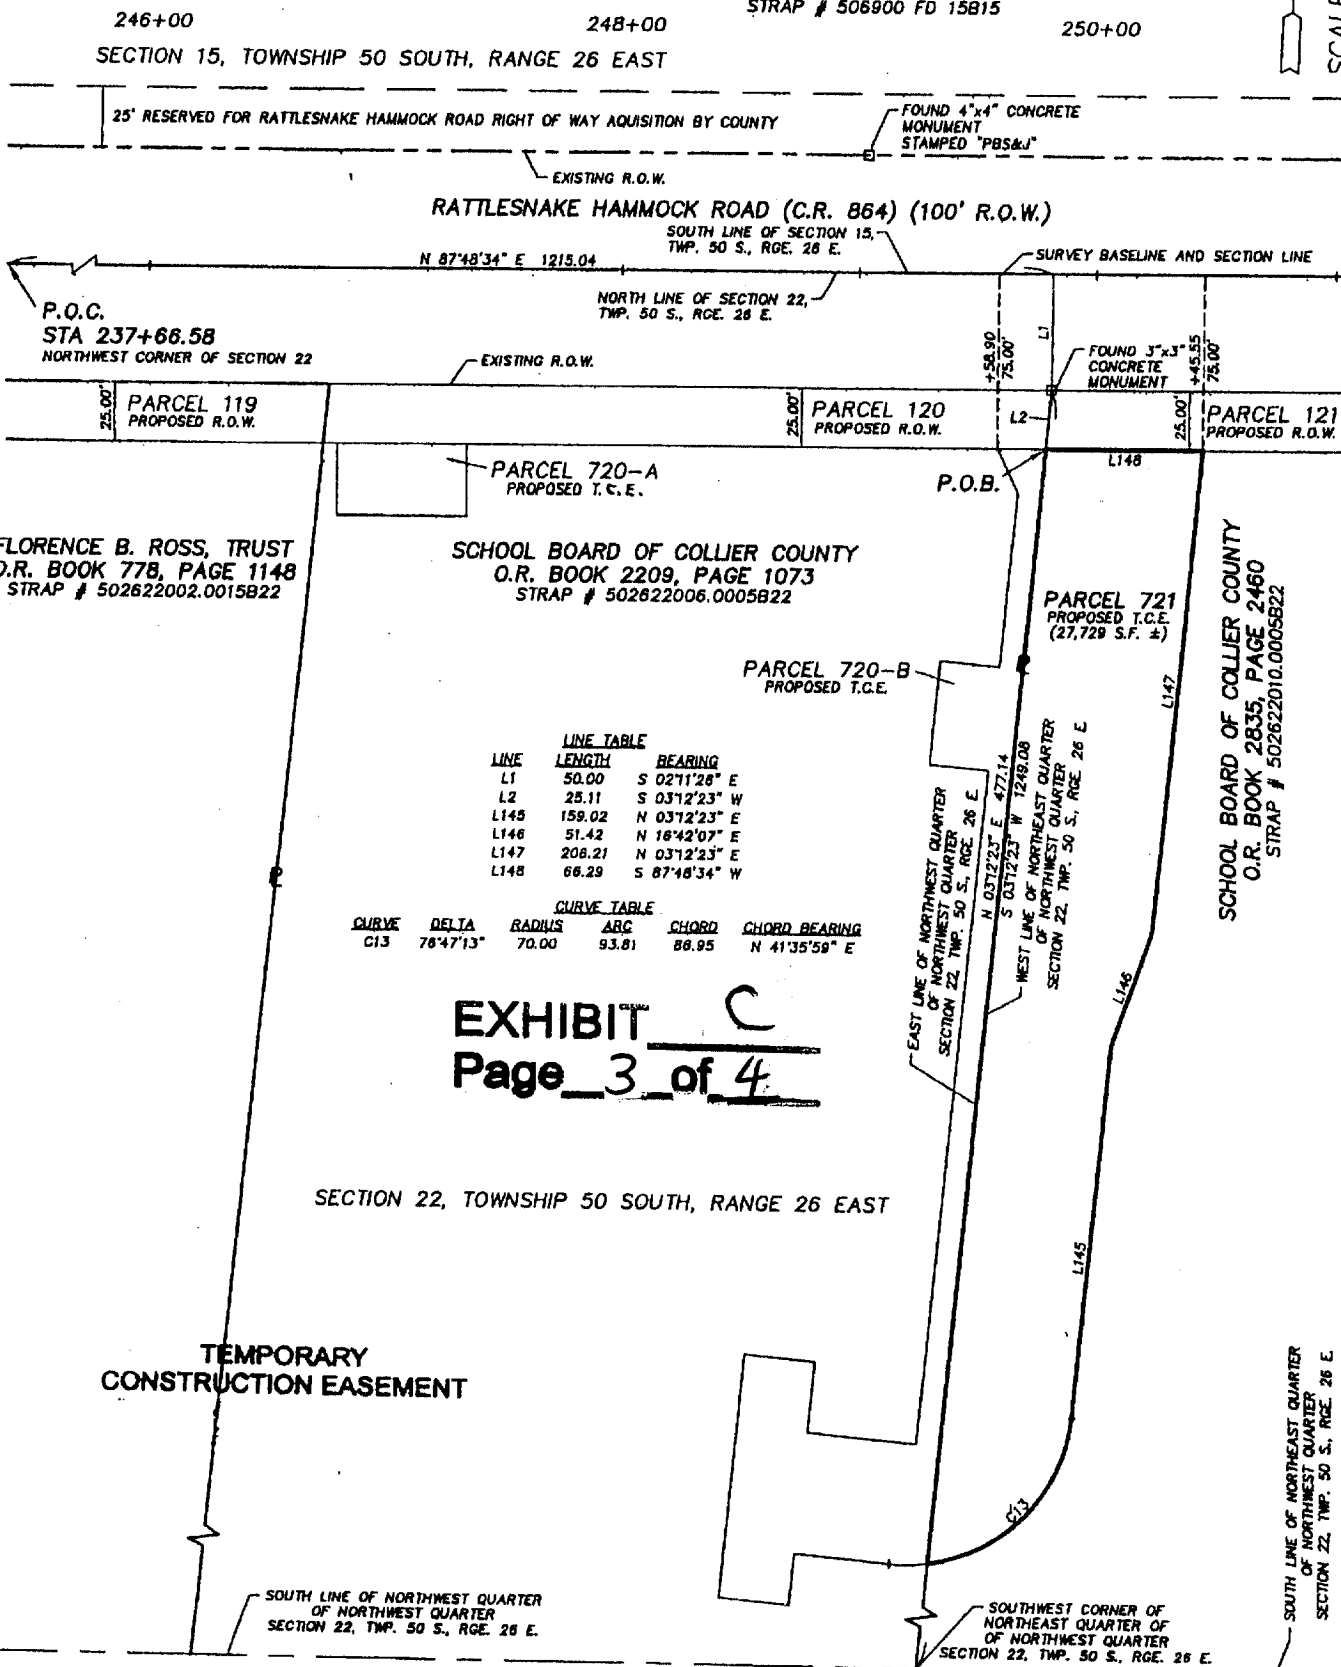 STRAP # 506900 FD 15B15
246+00
248+00
250+00
SECTION 15, TOWNSHIP 50 SOUTH, RANGE 26 EAST
25' RESERVED FOR RATTLESNAKE HAMMOCK ROAD RIGHT OF WAY AQUISITION BY COUNTY
FOUND 4"x4" CONCRETE
MONUMENT
STAMPED "PBS&J"
EXISTING R.O.W.
RATTLESNAKE HAMMOCK ROAD (C.R. 864) (100' R.O.W.)
SOUTH LINE OF SECTION 15,
TWP. 50 S., RGE. 26 E.
SURVEY BASELINE AND SECTION LINE
N 87°48'34" E 1215.04
NORTH LINE OF SECTION 22,
TWP. 50 S., RGE. 26 E.
P.O.C.
STA 237+66.58
NORTHWEST CORNER OF SECTION 22
EXISTING R.O.W.
+58.90
75.00'
L1
FOUND 3"x3"
CONCRETE
MONUMENT
+45.55
75.00'
25.00'
PARCEL 119
PROPOSED R.O.W.
25.00'
PARCEL 120
PROPOSED R.O.W.
L2
25.00'
PARCEL 121
PROPOSED R.O.W.
L148
PARCEL 720-A
PROPOSED T.C.E.
P.O.B.
FLORENCE B. ROSS, TRUST
O.R. BOOK 778, PAGE 1148
STRAP # 502622002.0015B22
SCHOOL BOARD OF COLLIER COUNTY
O.R. BOOK 2209, PAGE 1073
STRAP # 502622006.0005B22
PARCEL 721
PROPOSED T.C.E.
(27,729 S.F. ±)
SCHOOL BOARD OF COLLIER COUNTY
O.R. BOOK 2835, PAGE 2460
STRAP # 502622010.0005B22
PARCEL 720-B
PROPOSED T.C.E.
L147
LINE TABLE
LINE LENGTH BEARING
L1 50.00 S 02°11'26" E
L2 25.11 S 03°12'23" W
L145 159.02 N 03°12'23" E
L146 51.42 N 16°42'07" E
L147 206.21 N 03°12'23" E
L148 66.29 S 87°48'34" W
CURVE TABLE
CURVE DELTA RADIUS ARC CHORD CHORD BEARING
C13 76°47'13" 70.00 93.81 86.95 N 41°35'59" E
EAST LINE OF NORTHWEST QUARTER
OF NORTHWEST QUARTER
SECTION 22, TWP. 50 S., RGE. 26 E.
N 03°12'23" E 477.14
S 03°12'23" W 1249.08
WEST LINE OF NORTHEAST QUARTER
OF NORTHWEST QUARTER
SECTION 22, TWP. 50 S., RGE. 26 E.
L146
EXHIBIT C
Page 3 of 4
SECTION 22, TOWNSHIP 50 SOUTH, RANGE 26 EAST
L145
TEMPORARY
CONSTRUCTION EASEMENT
C13
SOUTH LINE OF NORTHEAST QUARTER
OF NORTHWEST QUARTER
SECTION 22, TWP. 50 S., RGE. 26 E.
SOUTH LINE OF NORTHWEST QUARTER
OF NORTHWEST QUARTER
SECTION 22, TWP. 50 S., RGE. 26 E.
SOUTHWEST CORNER OF
NORTHEAST QUARTER OF
OF NORTHWEST QUARTER
SECTION 22, TWP. 50 S., RGE. 26 E.